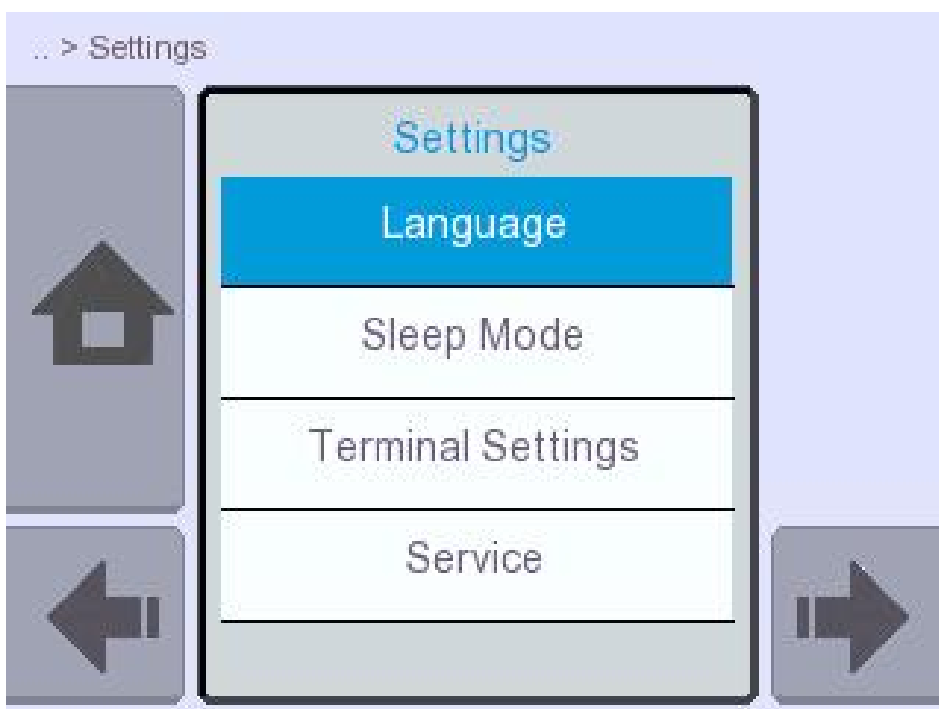 .. > Settings
Settings
Language
Sleep Mode
Terminal Settings
Service